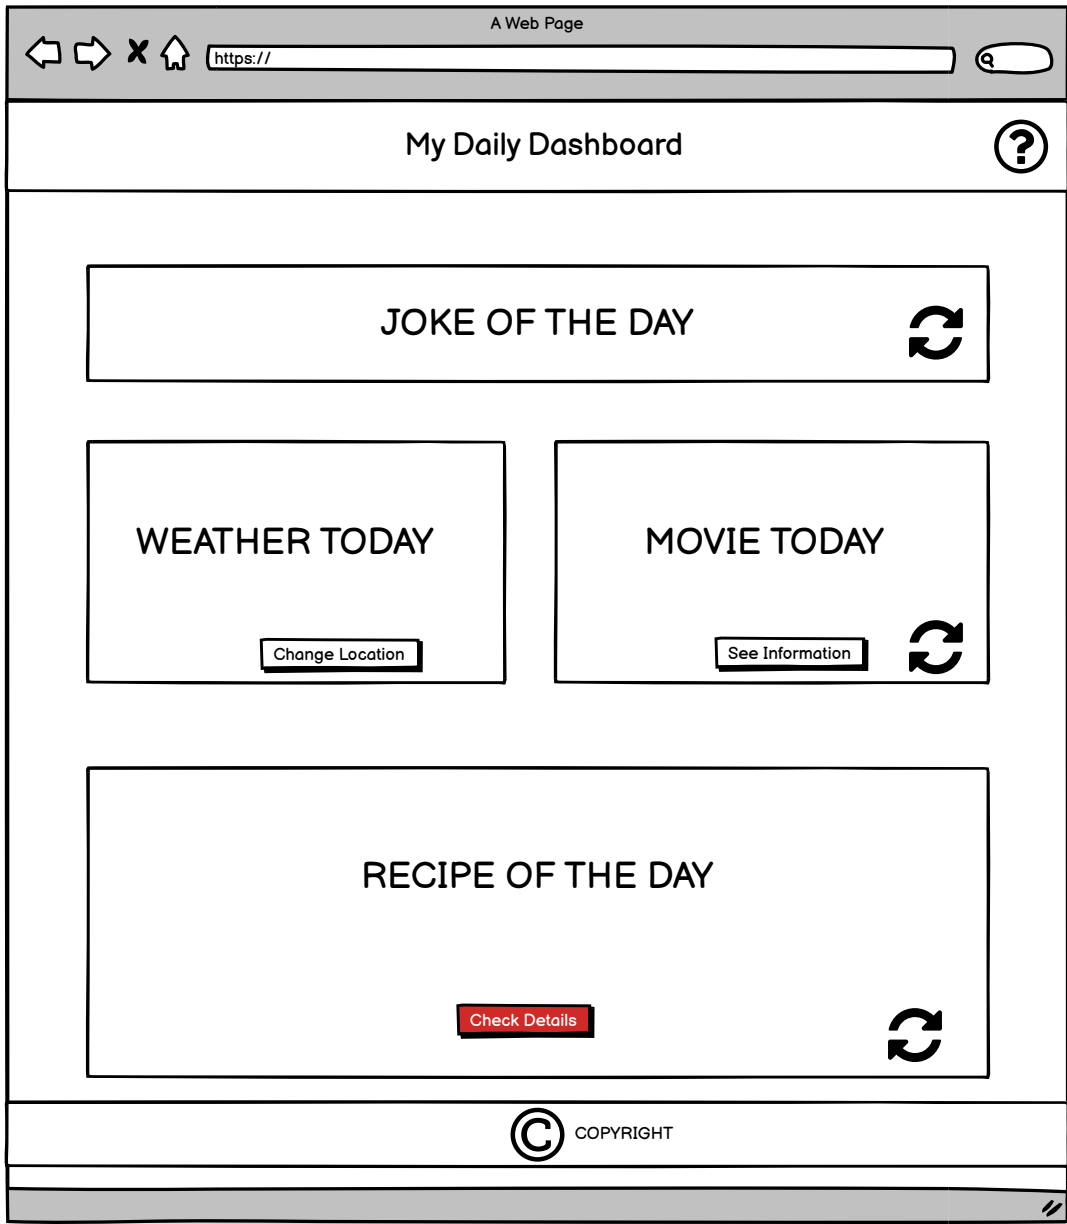 A Web Page
https://
My Daily Dashboard
?
JOKE OF THE DAY
WEATHER TODAY
MOVIE TODAY
Change Location
See Information
RECIPE OF THE DAY
Check Details
© COPYRIGHT